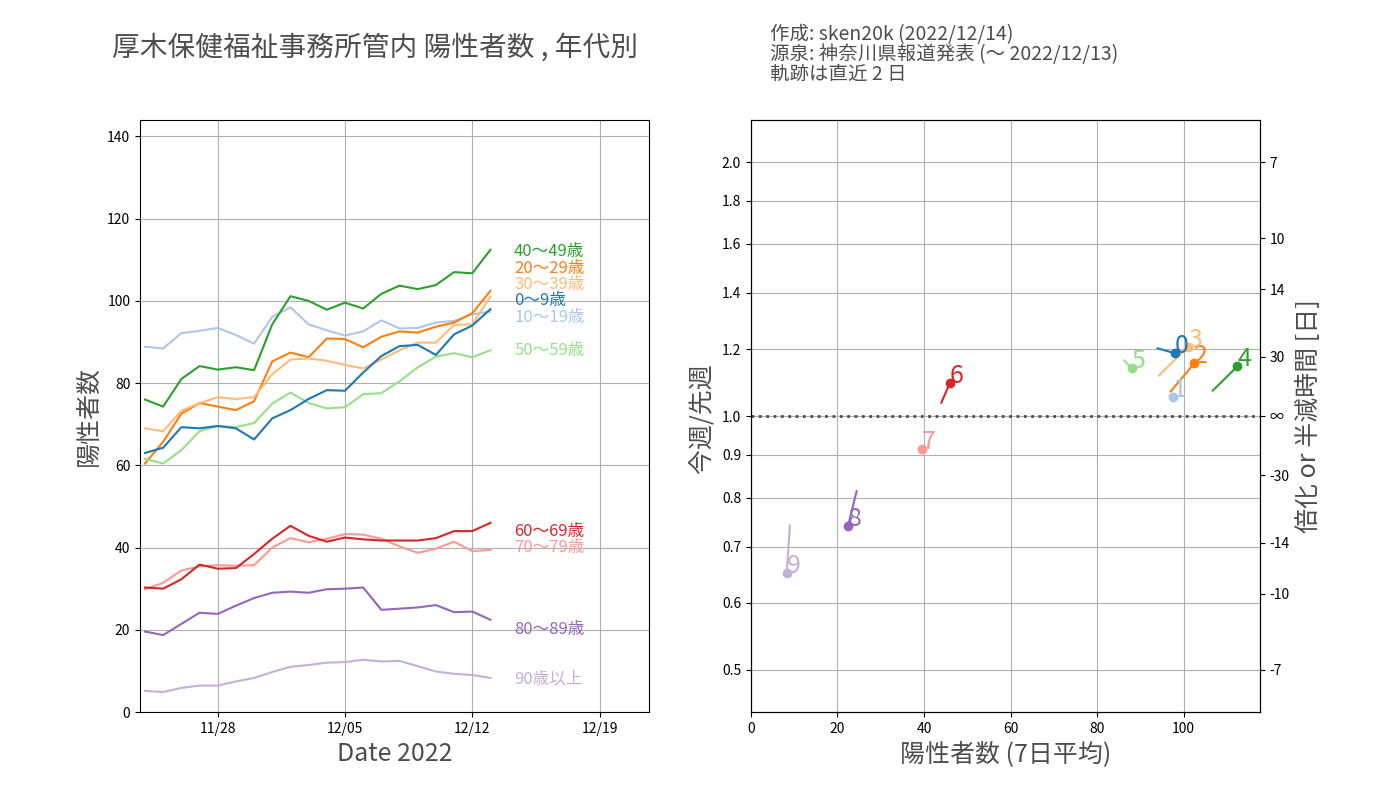 厚木保健福祉事務所管内 陽性者数 , 年代別
作成: sken20k (2022/12/14)
源泉: 神奈川県報道発表 (〜 2022/12/13)
軌跡は直近 2 日
陽性者数
140
120
100
80
60
40
20
0
40〜49歳
20〜29歳
30〜39歳
0〜9歳
10〜19歳
50〜59歳
60〜69歳
70〜79歳
80〜89歳
90歳以上
11/28
12/05
12/12
12/19
Date 2022
今週/先週
2.0
1.8
1.6
1.4
1.2
1.0
0.9
0.8
0.7
0.6
0.5
0
3
2
4
5
1
6
7
8
9
7
10
14
30
∞
-30
-14
-10
-7
倍化 or 半減時間 [日]
0
20
40
60
80
100
陽性者数 (7日平均)